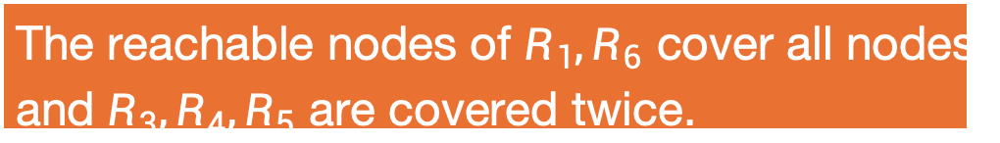 The reachable nodes of R₁, R₆ cover all nodes
and R₃, R₄, R₅ are covered twice.